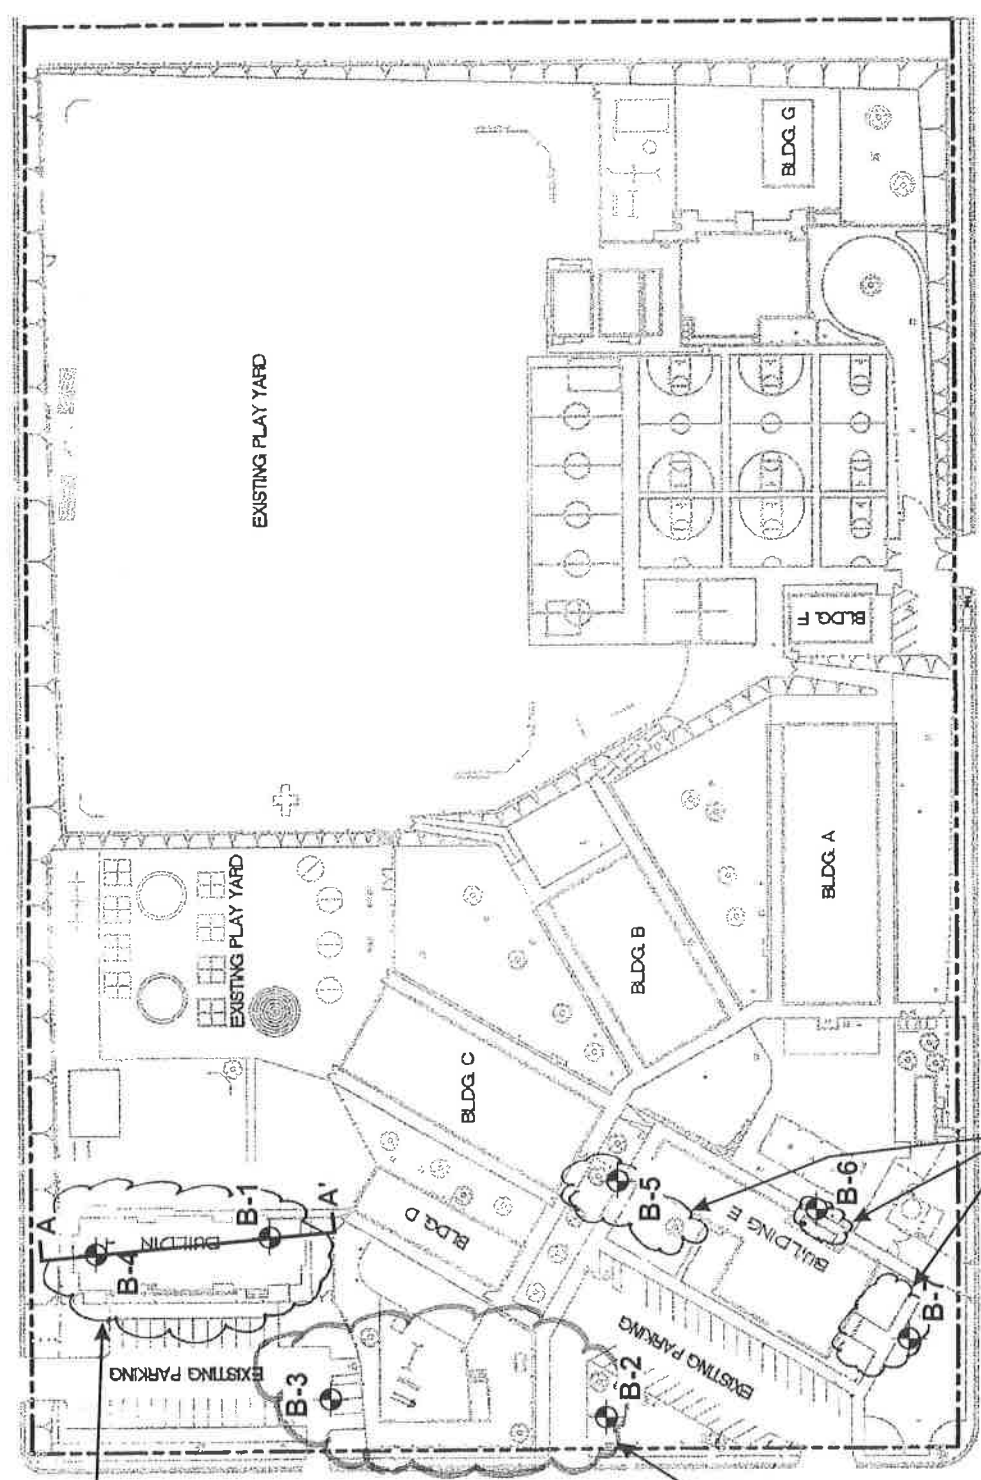 BLDG. G
EXISTING PLAY YARD
BLDG. F
BLDG. A
EXISTING PLAY YARD
BLDG. B
BLDG. C
BLDG. D
BUILDING E
A
A'
B-1
B-4
BUILDIN
B-5
B-6
B-7
EXISTING PARKING
EXISTING PARKING
B-3
B-2